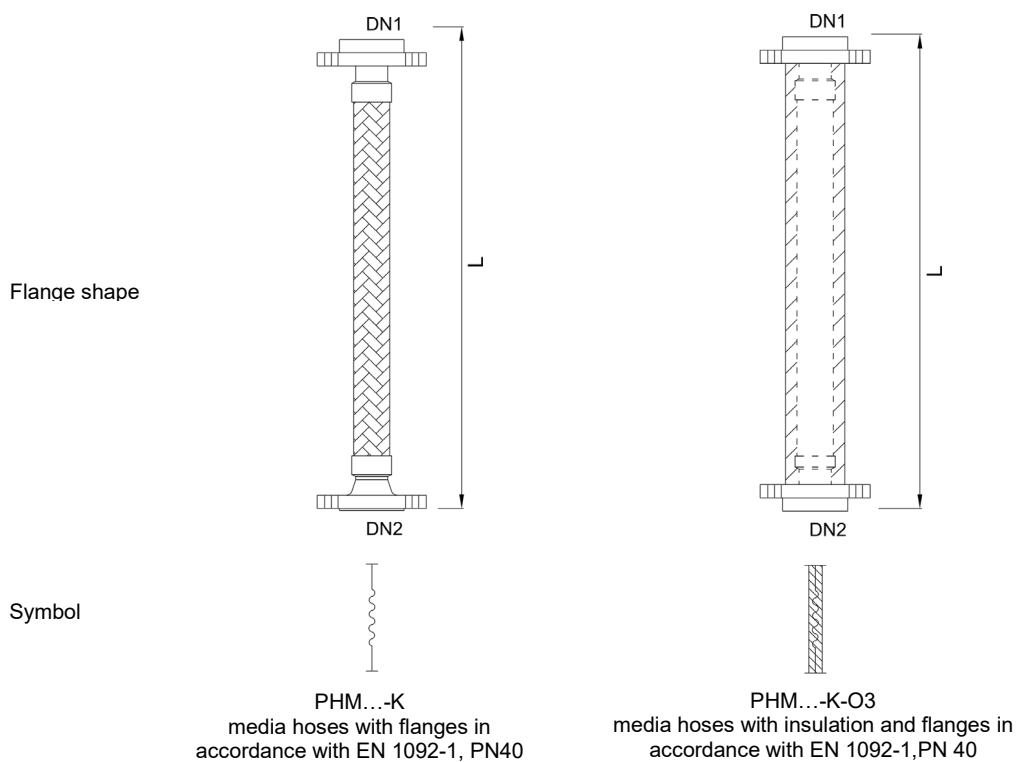 DN1
DN1
L
L
Flange shape
DN2
DN2
Symbol
PHM…-K
media hoses with flanges in
accordance with EN 1092-1, PN40
PHM…-K-O3
media hoses with insulation and flanges in
accordance with EN 1092-1,PN 40